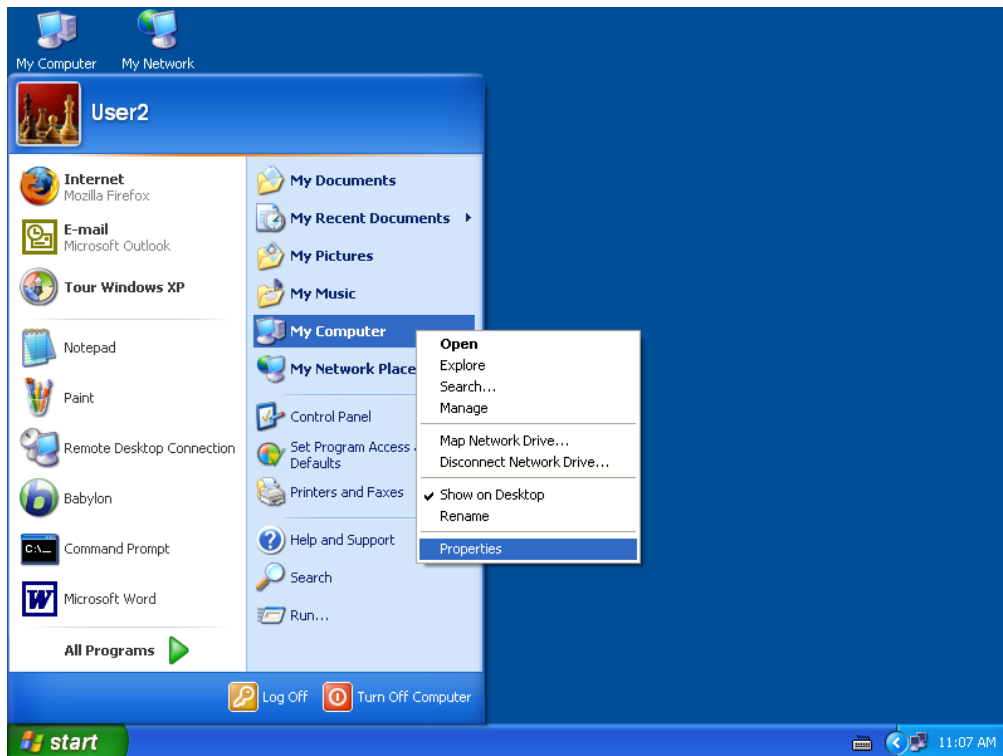 My Computer
My Network
User2
Internet
Mozilla Firefox
E-mail
Microsoft Outlook
Tour Windows XP
Notepad
Paint
Remote Desktop Connection
Babylon
C:\_
Command Prompt
W
Microsoft Word
All Programs
My Documents
My Recent Documents
My Pictures
My Music
My Computer
My Network Place
Control Panel
Set Program Access
Defaults
Printers and Faxes
Help and Support
Search
Run...
Open
Explore
Search...
Manage
Map Network Drive...
Disconnect Network Drive...
Show on Desktop
Rename
Properties
Log Off
Turn Off Computer
start
11:07 AM